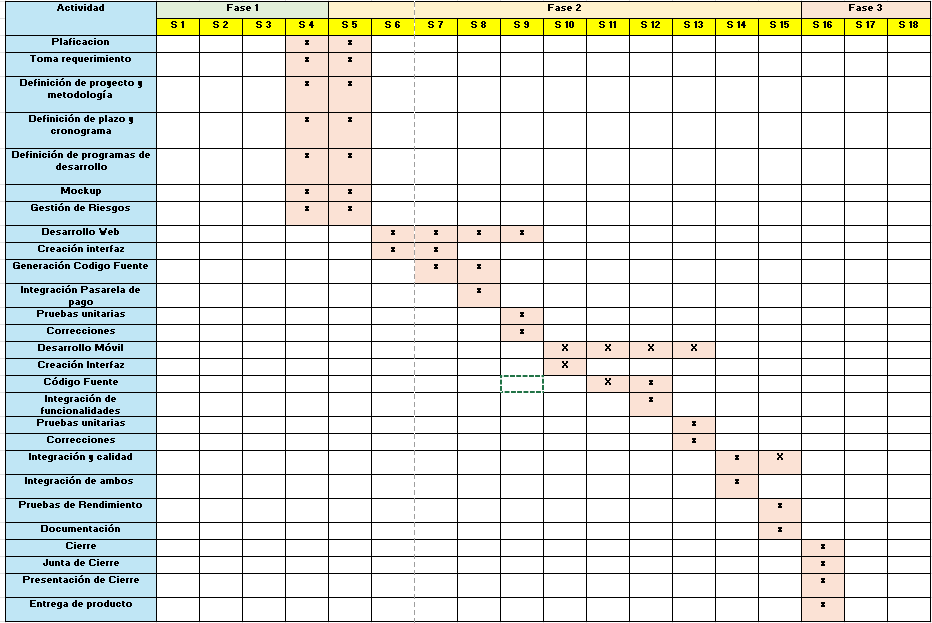 Actividad Fase 1 Fase 2 Fase 3
S 1 S 2 S 3 S 4 S 5 S 6 S 7 S 8 S 9 S 10 S 11 S 12 S 13 S 14 S 15 S 16 S 17 S 18
Plaficacion x x
Toma requerimiento x x
Definición de proyecto y x x
metodología
Definición de plazo y x x
cronograma
Definición de programas de x x
desarrollo
Mockup x x
Gestión de Riesgos x x
Desarrollo Web x x x x
Creación interfaz x x
Generación Codigo Fuente x x
Integración Pasarela de x
pago
Pruebas unitarias x
Correcciones x
Desarrollo Móvil X X X X
Creación Interfaz X
Código Fuente X x
Integración de x
funcionalidades
Pruebas unitarias x
Correcciones x
Integración y calidad x X
Integración de ambos x
Pruebas de Rendimiento x
Documentación x
Cierre x
Junta de Cierre x
Presentación de Cierre x
Entrega de producto x